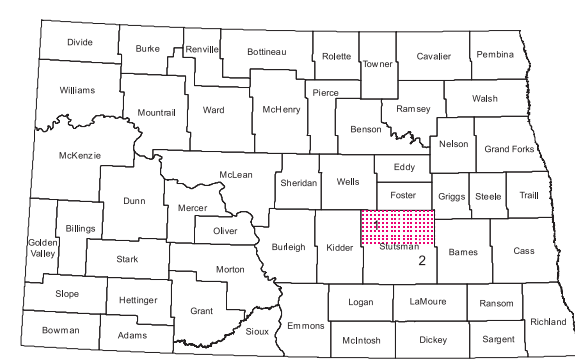 Divide
Burke
Renville
Bottineau
Rolette
Towner
Cavalier
Pembina
Williams
Mountrail
Ward
McHenry
Pierce
Benson
Ramsey
Walsh
Nelson
Grand Forks
McKenzie
McLean
Sheridan
Wells
Eddy
Foster
Griggs
Steele
Traill
Dunn
Mercer
Oliver
Golden
Valley
Billings
Stark
Morton
Burleigh
Kidder
1
Stutsman
2
Barnes
Cass
Slope
Hettinger
Grant
Sioux
Emmons
Logan
LaMoure
Ransom
Richland
Bowman
Adams
McIntosh
Dickey
Sargent